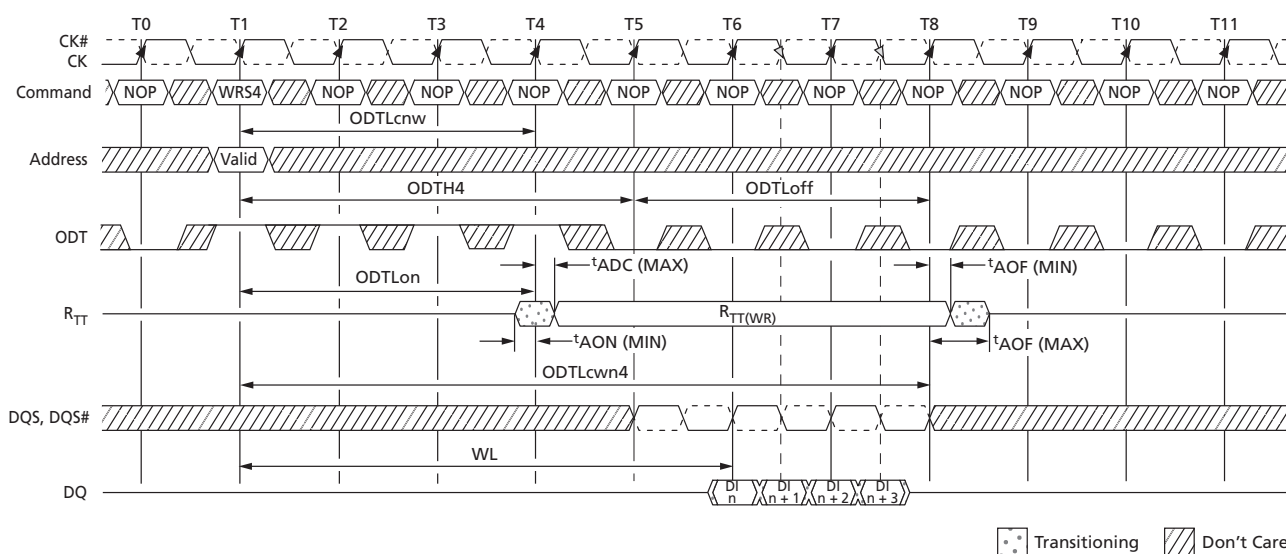 T0 T1 T2 T3 T4 T5 T6 T7 T8 T9 T10 T11
CK#
CK
Command NOP WRS4 NOP NOP NOP NOP NOP NOP NOP NOP NOP NOP
ODTLcnw
Address Valid
ODTH4 ODTLoff
ODT
tADC (MAX) tAOF (MIN)
ODTLon
RTT RTT(WR)
tAON (MIN) tAOF (MAX)
ODTLcwn4
DQS, DQS#
WL
DQ DI n DI n + 1 DI n + 2 DI n + 3
Transitioning Don't Care